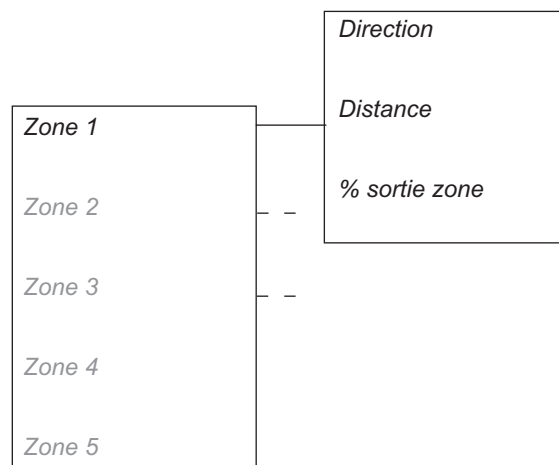 Direction
Distance
% sortie zone
Zone 1
Zone 2
Zone 3
Zone 4
Zone 5